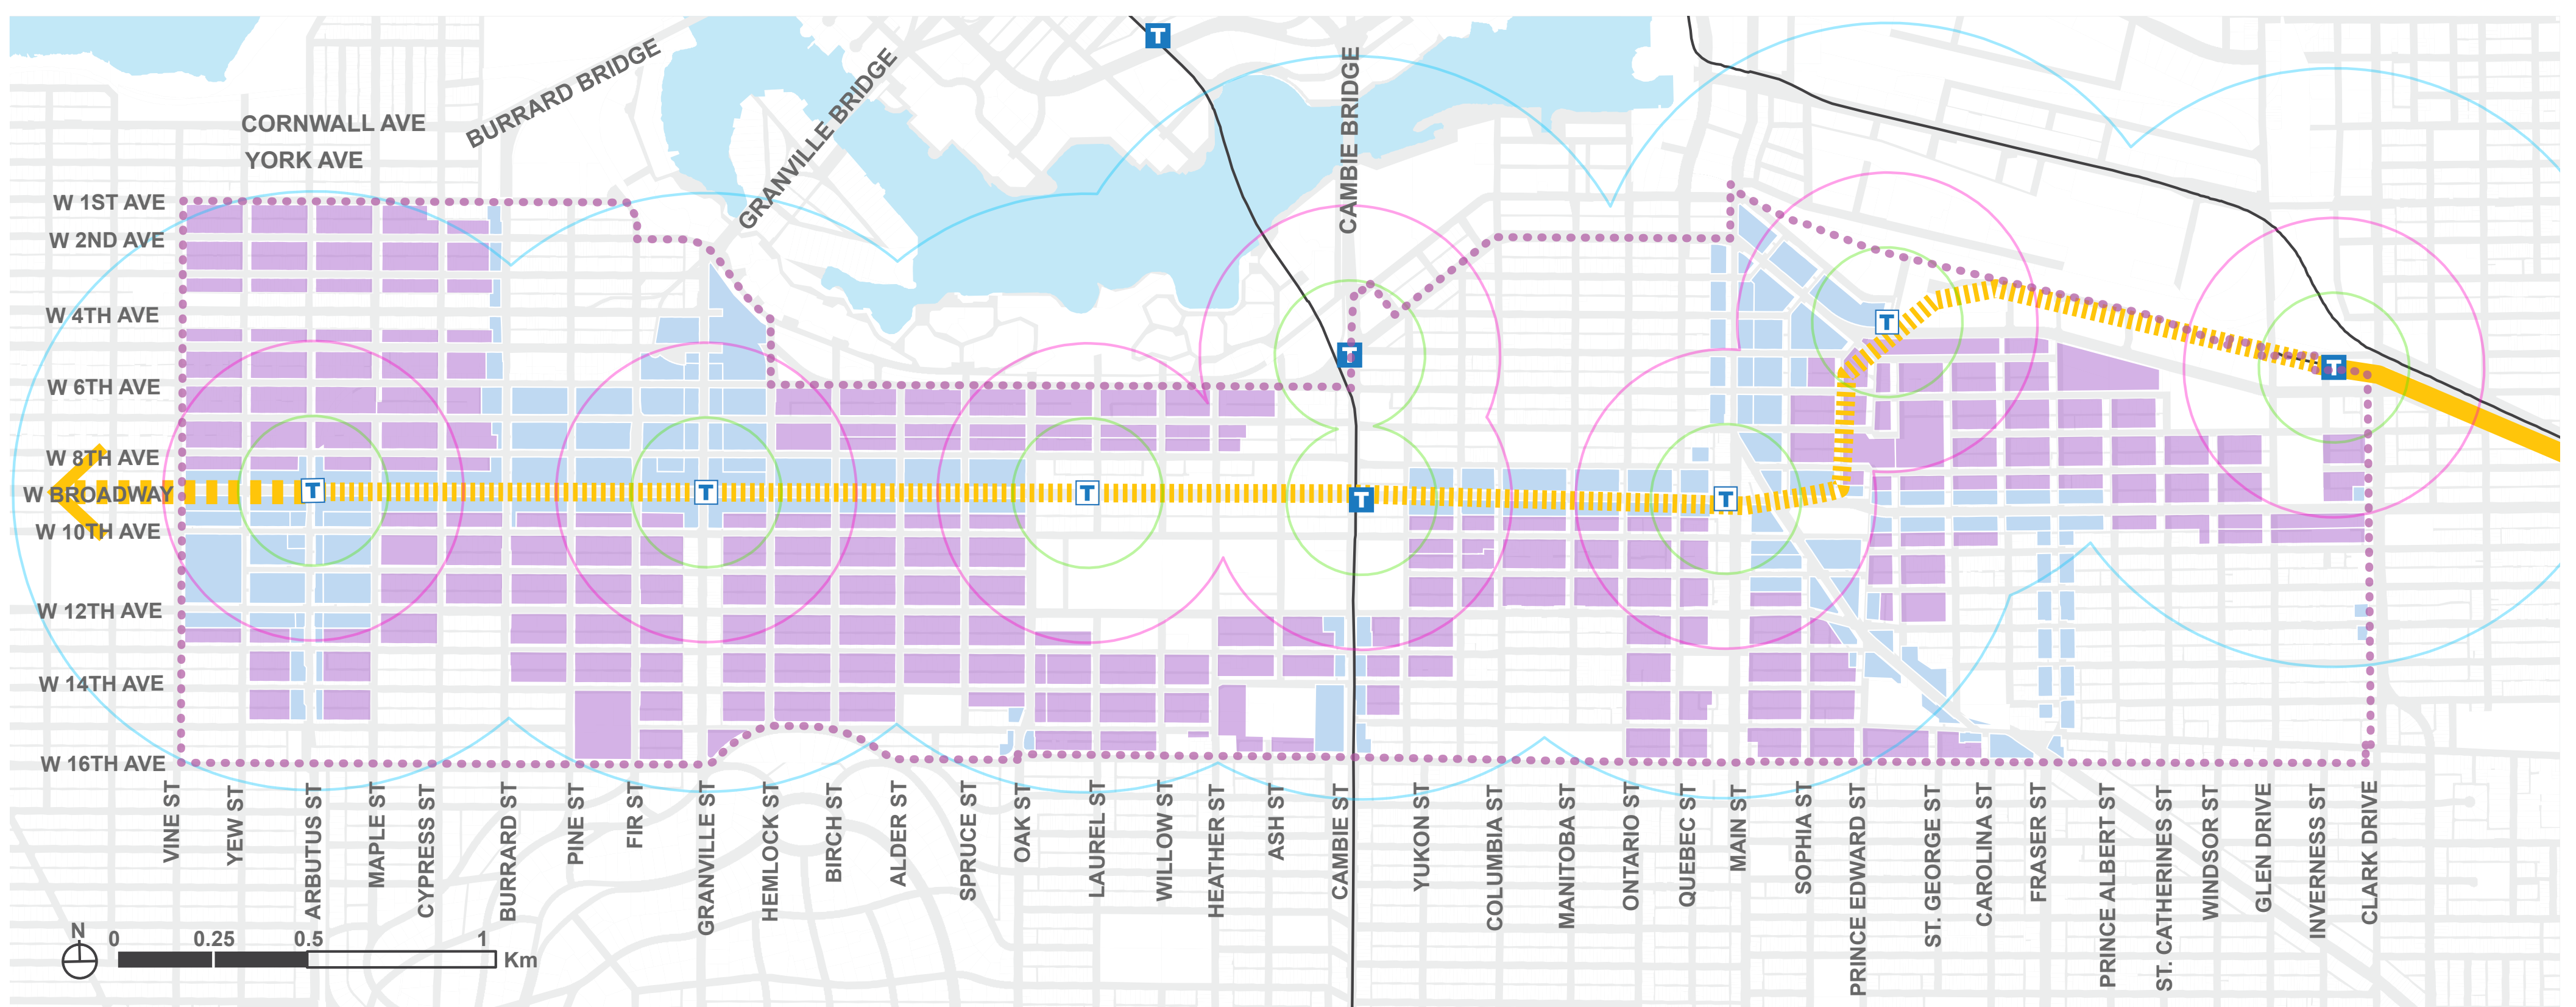 T
BURRARD BRIDGE
GRANVILLE BRIDGE
CAMBIE BRIDGE
CORNWALL AVE
YORK AVE
W 1ST AVE
W 2ND AVE
W 4TH AVE
T
T
T
W 6TH AVE
W 8TH AVE
W BROADWAY
T
T
T
T
T
W 10TH AVE
W 12TH AVE
W 14TH AVE
W 16TH AVE
VINE ST
YEW ST
ARBUTUS ST
MAPLE ST
CYPRESS ST
BURRARD ST
PINE ST
FIR ST
GRANVILLE ST
HEMLOCK ST
BIRCH ST
ALDER ST
SPRUCE ST
OAK ST
LAUREL ST
WILLOW ST
HEATHER ST
ASH ST
CAMBIE ST
YUKON ST
COLUMBIA ST
MANITOBA ST
ONTARIO ST
QUEBEC ST
MAIN ST
SOPHIA ST
PRINCE EDWARD ST
ST. GEORGE ST
CAROLINA ST
FRASER ST
PRINCE ALBERT ST
ST. CATHERINES ST
WINDSOR ST
GLEN DRIVE
INVERNESS ST
CLARK DRIVE
N
0 0.25 0.5 1
Km